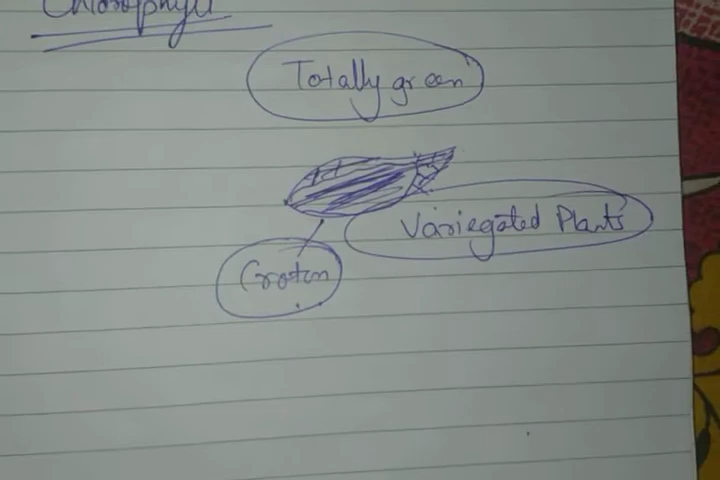 Chlorophyll
Totally green
Variegated Plants
Croton